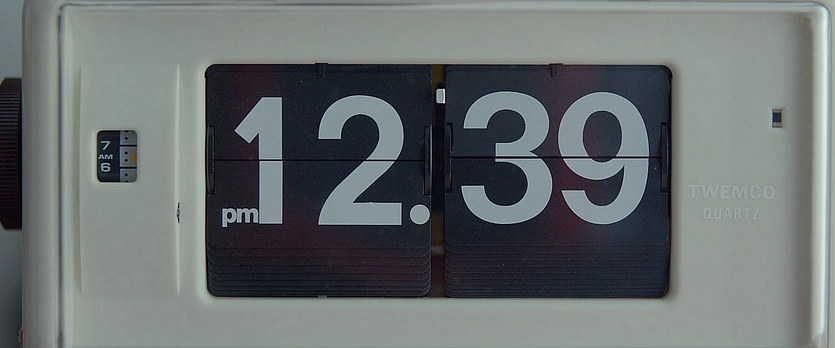 7
AM
6
pm 12.39
TWEMCO
QUARTZ